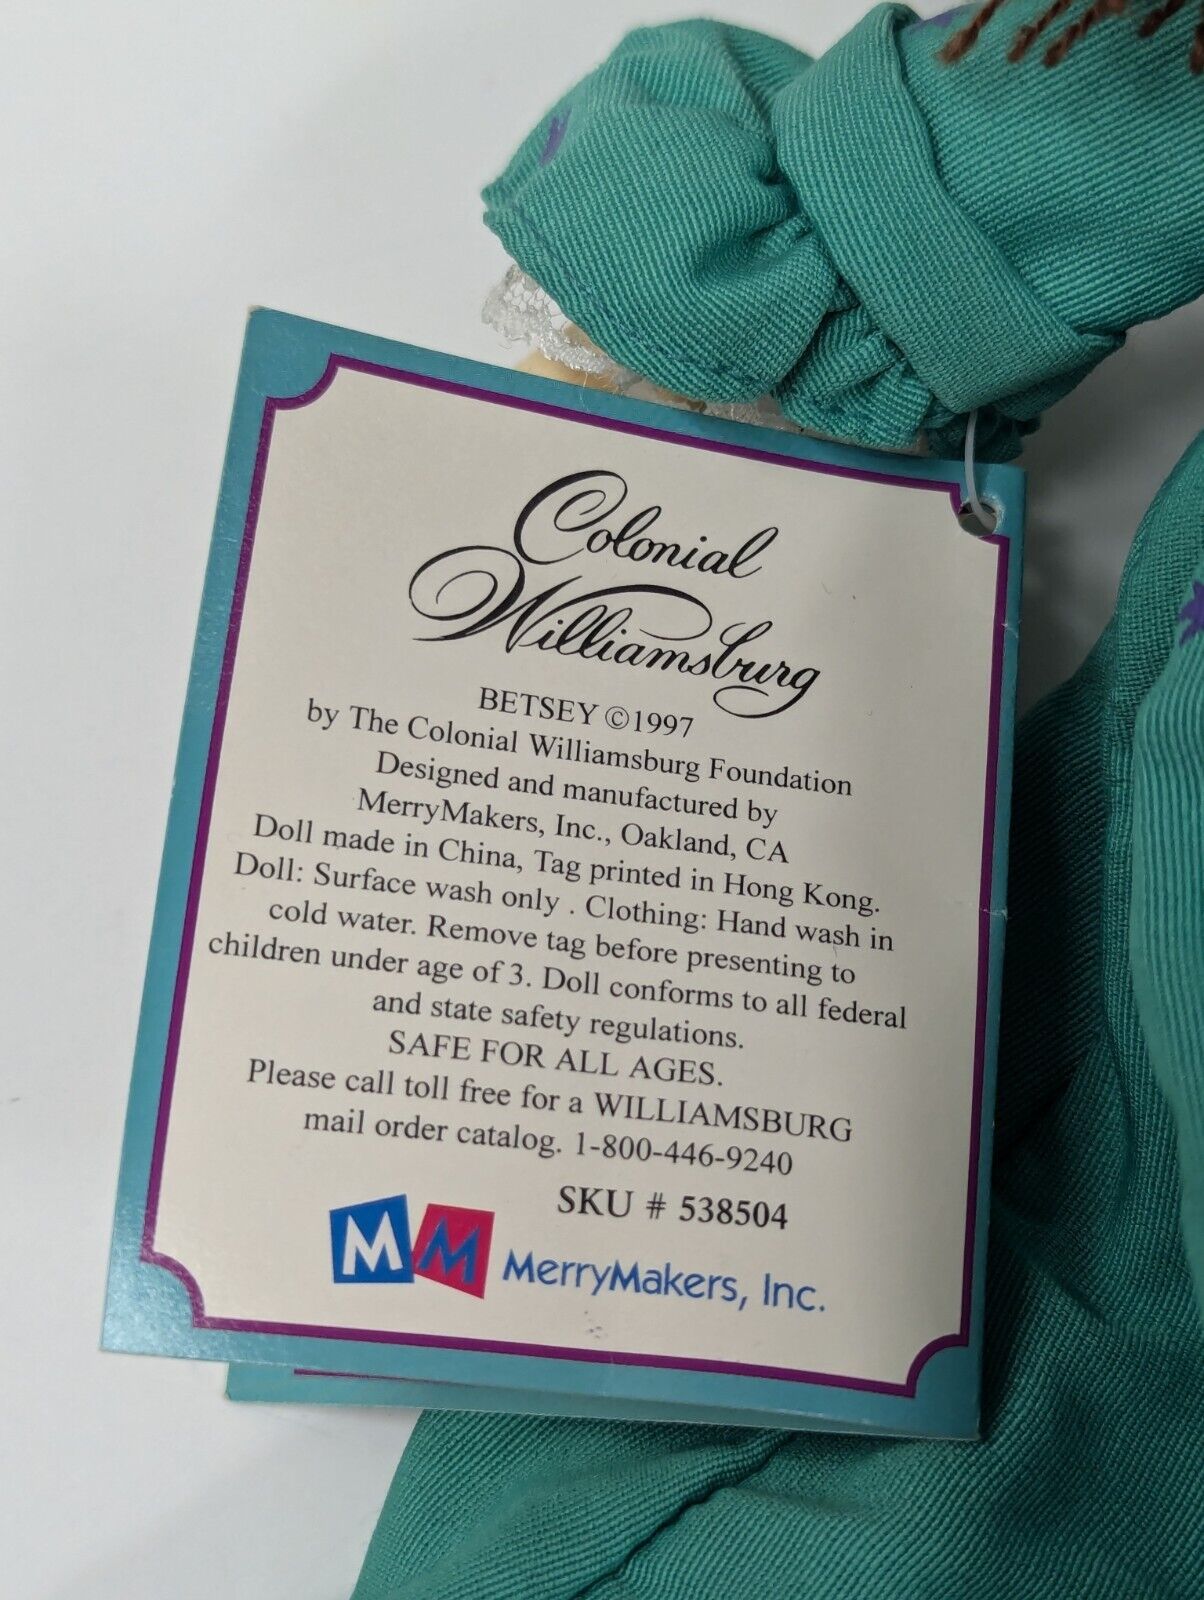 Colonial
Williamsburg
BETSEY ©1997
by The Colonial Williamsburg Foundation
Designed and manufactured by
MerryMakers, Inc., Oakland, CA
Doll made in China, Tag printed in Hong Kong.
Doll: Surface wash only . Clothing: Hand wash in
cold water. Remove tag before presenting to
children under age of 3. Doll conforms to all federal
and state safety regulations.
SAFE FOR ALL AGES.
Please call toll free for a WILLIAMSBURG
mail order catalog. 1-800-446-9240
SKU # 538504
MM MerryMakers, Inc.